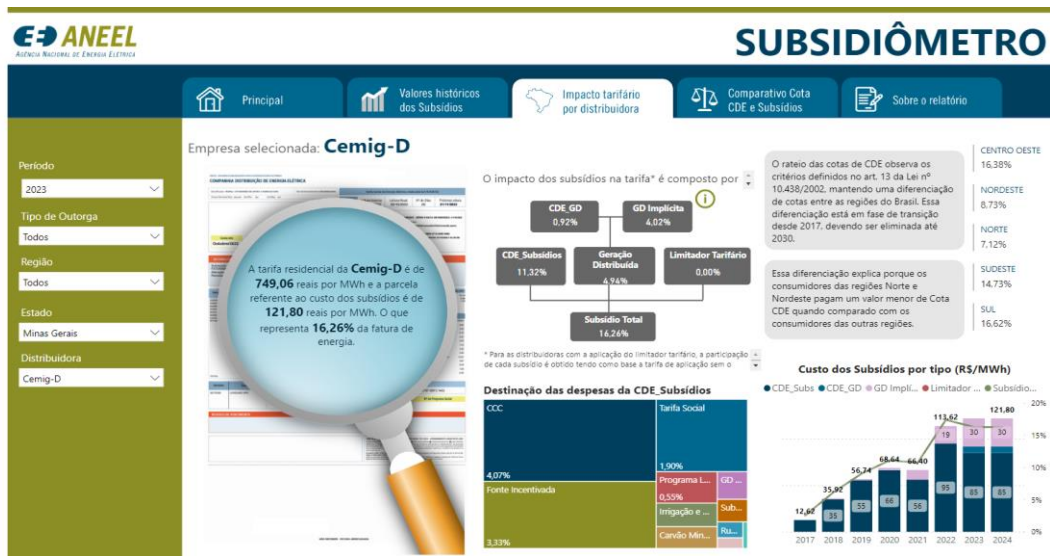 ANEEL
AGÊNCIA NACIONAL DE ENERGIA ELÉTRICA
SUBSIDIÔMETRO
Principal
Valores históricos
dos Subsídios
Impacto tarifário
por distribuidora
Comparativo Cota
CDE e Subsídios
Sobre o relatório
Período
2023
Tipo de Outorga
Todos
Região
Todos
Estado
Minas Gerais
Distribuidora
Cemig-D
Empresa selecionada: Cemig-D
A tarifa residencial da Cemig-D é de
749,06 reais por MWh e a parcela
referente ao custo dos subsídios é de
121,80 reais por MWh. O que
representa 16,26% da fatura de
energia.
O impacto dos subsídios na tarifa* é composto por
CDE_GD
0,92%
GD Implícita
4,02%
CDE_Subsídios
11,32%
Geração
Distribuída
4,94%
Limitador Tarifário
0,00%
Subsídio Total
16,26%
* Para as distribuidoras com a aplicação do limitador tarifário, a participação
de cada subsídio é obtido tendo como base a tarifa de aplicação sem o
O rateio das cotas de CDE observa os
critérios definidos no art. 13 da Lei nº
10.438/2002, mantendo uma diferenciação
de cotas entre as regiões do Brasil. Essa
diferenciação está em fase de transição
desde 2017, devendo ser eliminada até
2030.
Essa diferenciação explica porque os
consumidores das regiões Norte e
Nordeste pagam um valor menor de Cota
CDE quando comparado com os
consumidores das outras regiões.
CENTRO OESTE
16,38%
NORDESTE
8,73%
NORTE
7,12%
SUDESTE
14,73%
SUL
16,62%
Destinação das despesas da CDE_Subsídios
CCC
4,07%
Fonte Incentivada
3,33%
Tarifa Social
1,90%
Programa L...
0,55%
GD ...
Irrigação e ...
Sub...
Carvão Min...
Ru...
Custo dos Subsídios por tipo (R$/MWh)
CDE_Subs CDE_GD GD Implí... Limitador ... Subsídio...
12,62 35,92 56,74 68,64 66,40 113,62 121,80
35 55 66 56 95 85 85
19 30 30
20%
15%
10%
5%
0%
2017 2018 2019 2020 2021 2022 2023 2024